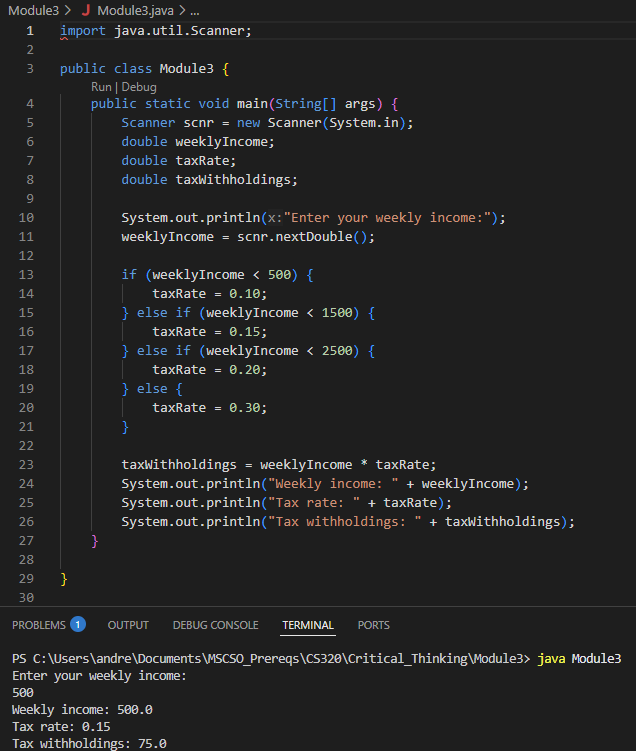 Module3 > J Module3.java > ...
1 import java.util.Scanner;
2
3 public class Module3 {
Run | Debug
4     public static void main(String[] args) {
5         Scanner scnr = new Scanner(System.in);
6         double weeklyIncome;
7         double taxRate;
8         double taxWithholdings;
9
10         System.out.println(x:"Enter your weekly income:");
11         weeklyIncome = scnr.nextDouble();
12
13         if (weeklyIncome < 500) {
14             taxRate = 0.10;
15         } else if (weeklyIncome < 1500) {
16             taxRate = 0.15;
17         } else if (weeklyIncome < 2500) {
18             taxRate = 0.20;
19         } else {
20             taxRate = 0.30;
21         }
22
23         taxWithholdings = weeklyIncome * taxRate;
24         System.out.println("Weekly income: " + weeklyIncome);
25         System.out.println("Tax rate: " + taxRate);
26         System.out.println("Tax withholdings: " + taxWithholdings);
27     }
28
29 }
30
PROBLEMS 1 OUTPUT DEBUG CONSOLE TERMINAL PORTS
PS C:\Users\andre\Documents\MSCSO_Prereqs\CS320\Critical_Thinking\Module3> java Module3
Enter your weekly income:
500
Weekly income: 500.0
Tax rate: 0.15
Tax withholdings: 75.0